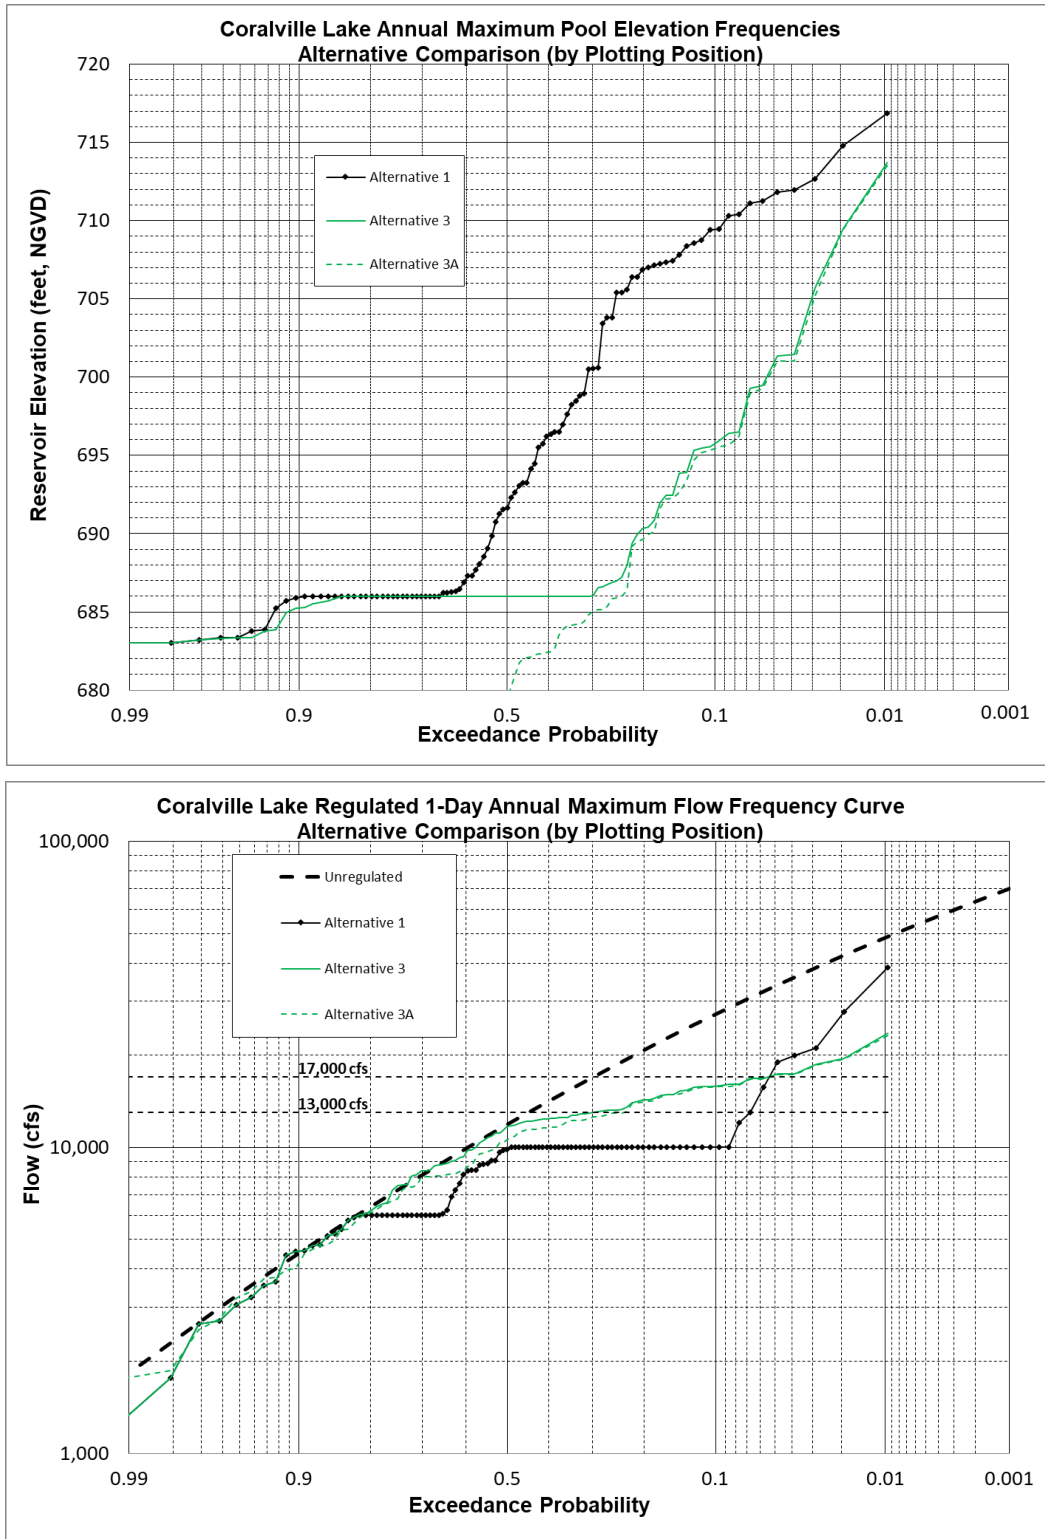 Coralville Lake Annual Maximum Pool Elevation Frequencies
Alternative Comparison (by Plotting Position)
720
715
710
705
700
695
690
685
680
Reservoir Elevation (feet, NGVD)
Alternative 1
Alternative 3
Alternative 3A
0.99
0.9
0.5
0.1
0.01
0.001
Exceedance Probability
Coralville Lake Regulated 1-Day Annual Maximum Flow Frequency Curve
Alternative Comparison (by Plotting Position)
100,000
10,000
1,000
Flow (cfs)
Unregulated
Alternative 1
Alternative 3
Alternative 3A
17,000 cfs
13,000 cfs
0.99
0.9
0.5
0.1
0.01
0.001
Exceedance Probability